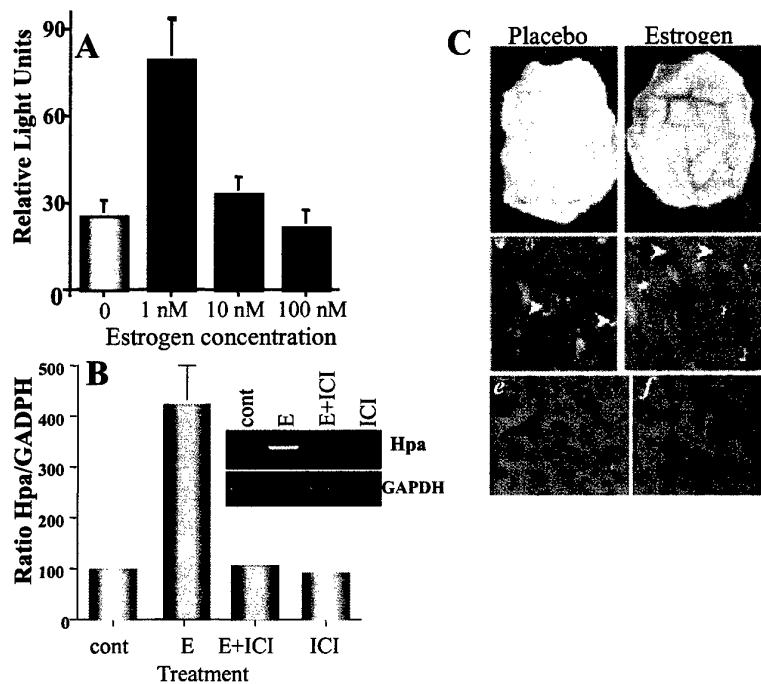 A
Relative Light Units
90
60
30
0
0 1 nM 10 nM 100 nM
Estrogen concentration
B
Ratio Hpa/GADPH
500
400
300
200
100
0
cont E E+ICI ICI
Treatment
cont
E
E+ICI
ICI
Hpa
GAPDH
C
Placebo Estrogen
e f